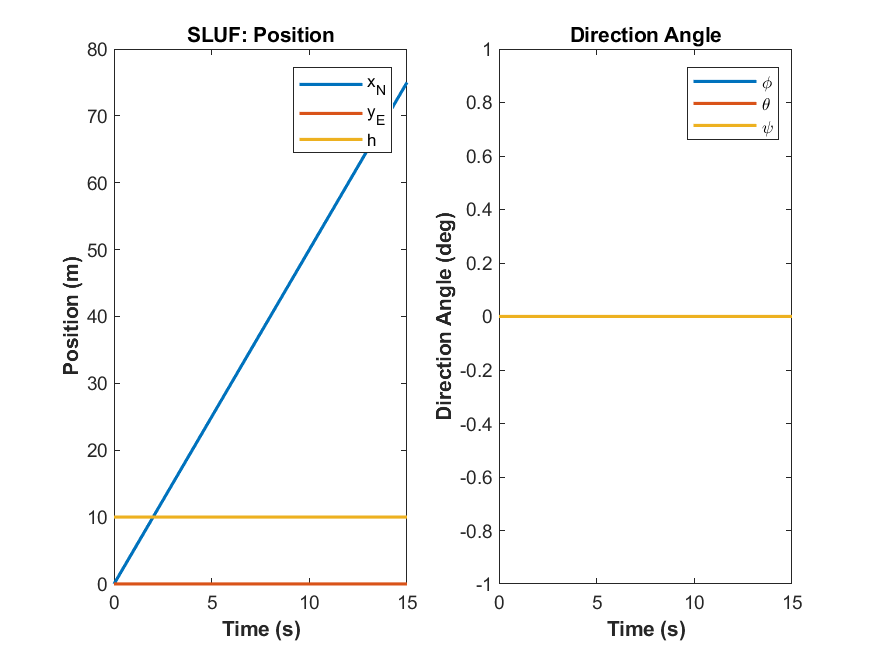 SLUF: Position
80
70
60
50
40
30
20
10
0
0 5 10 15
Position (m)
Time (s)
x_N
y_E
h
Direction Angle
1
0.8
0.6
0.4
0.2
0
-0.2
-0.4
-0.6
-0.8
-1
0 5 10 15
Direction Angle (deg)
Time (s)
ϕ
θ
ψ